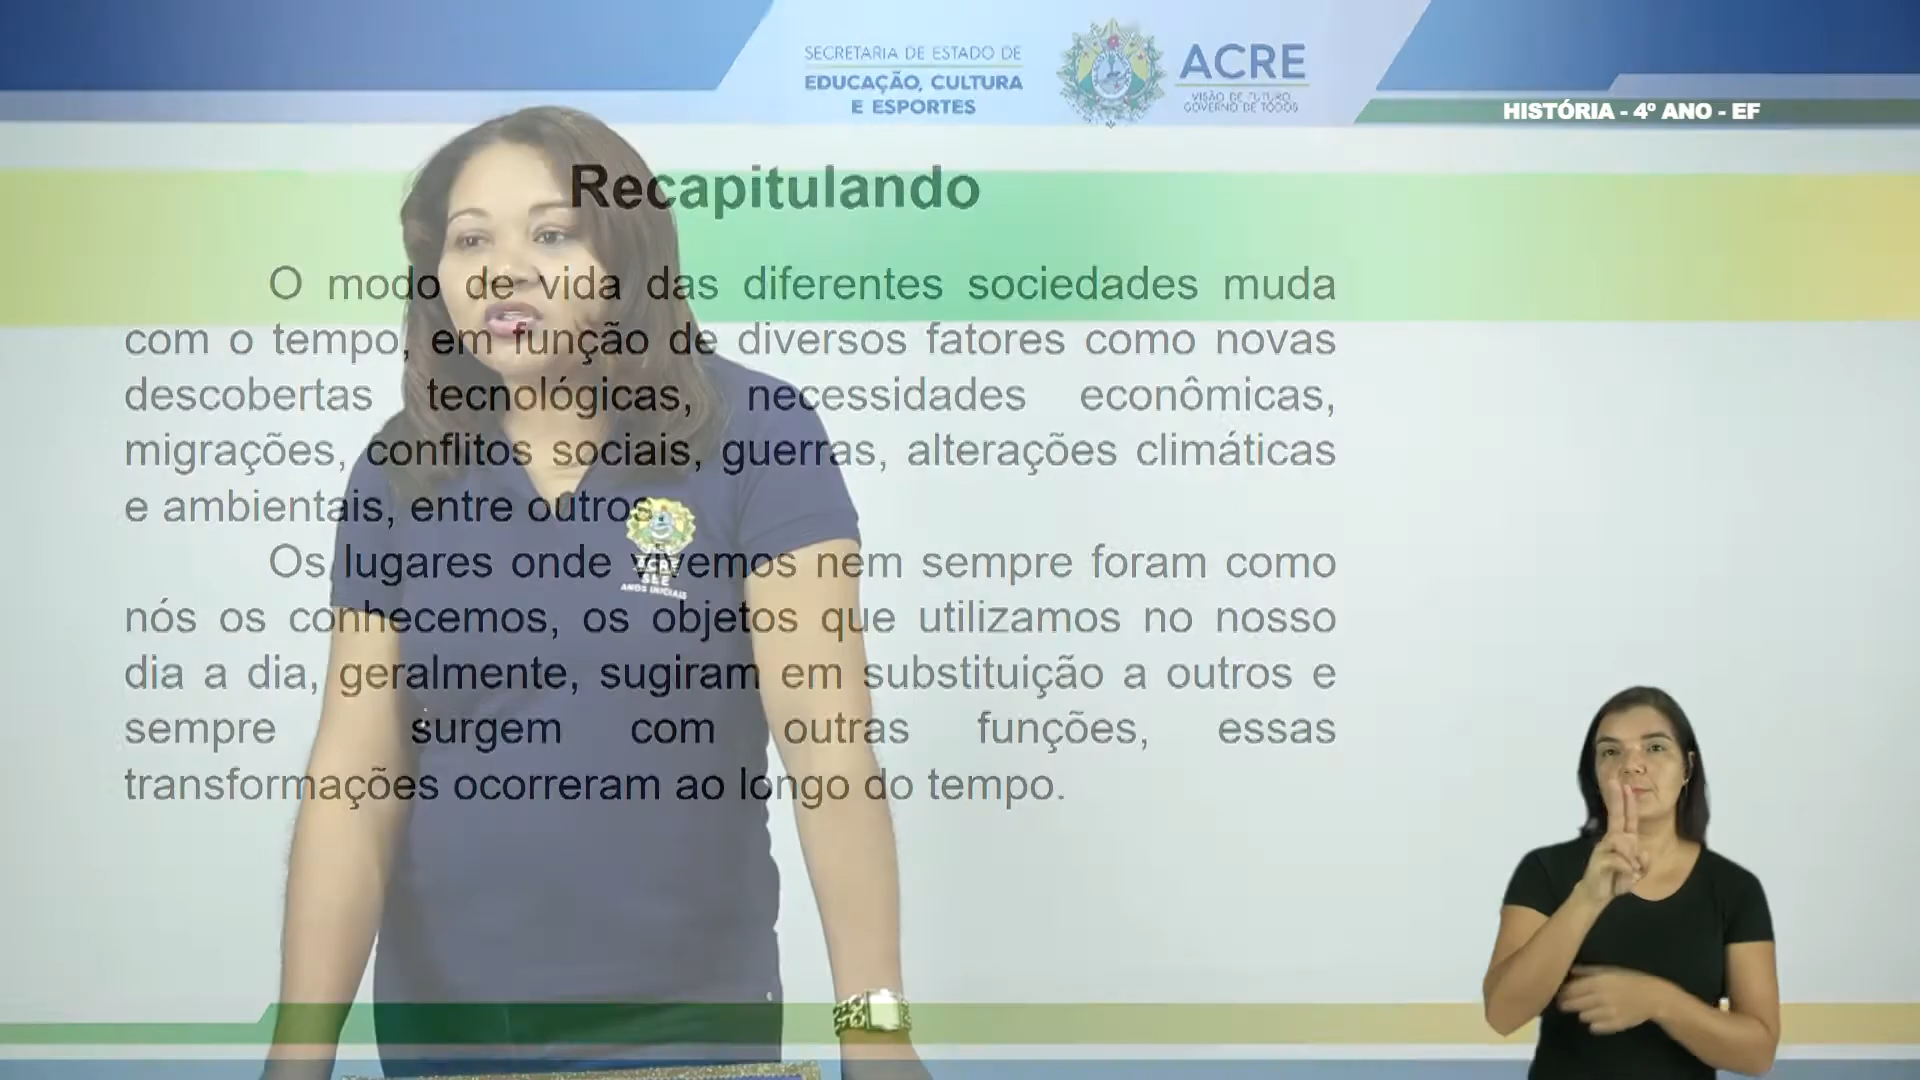 SECRETARIA DE ESTADO DE
EDUCAÇÃO, CULTURA
E ESPORTES
ACRE
VISÃO DE FUTURO
GOVERNO DE TODOS
HISTÓRIA - 4º ANO - EF
Recapitulando
O modo de vida das diferentes sociedades muda
com o tempo, em função de diversos fatores como novas
descobertas tecnológicas, necessidades econômicas,
migrações, conflitos sociais, guerras, alterações climáticas
e ambientais, entre outros.
Os lugares onde vivemos nem sempre foram como
nós os conhecemos, os objetos que utilizamos no nosso
dia a dia, geralmente, sugiram em substituição a outros e
sempre surgem com outras funções, essas
transformações ocorreram ao longo do tempo.
ACRE
SEE
ANOS INICIAIS